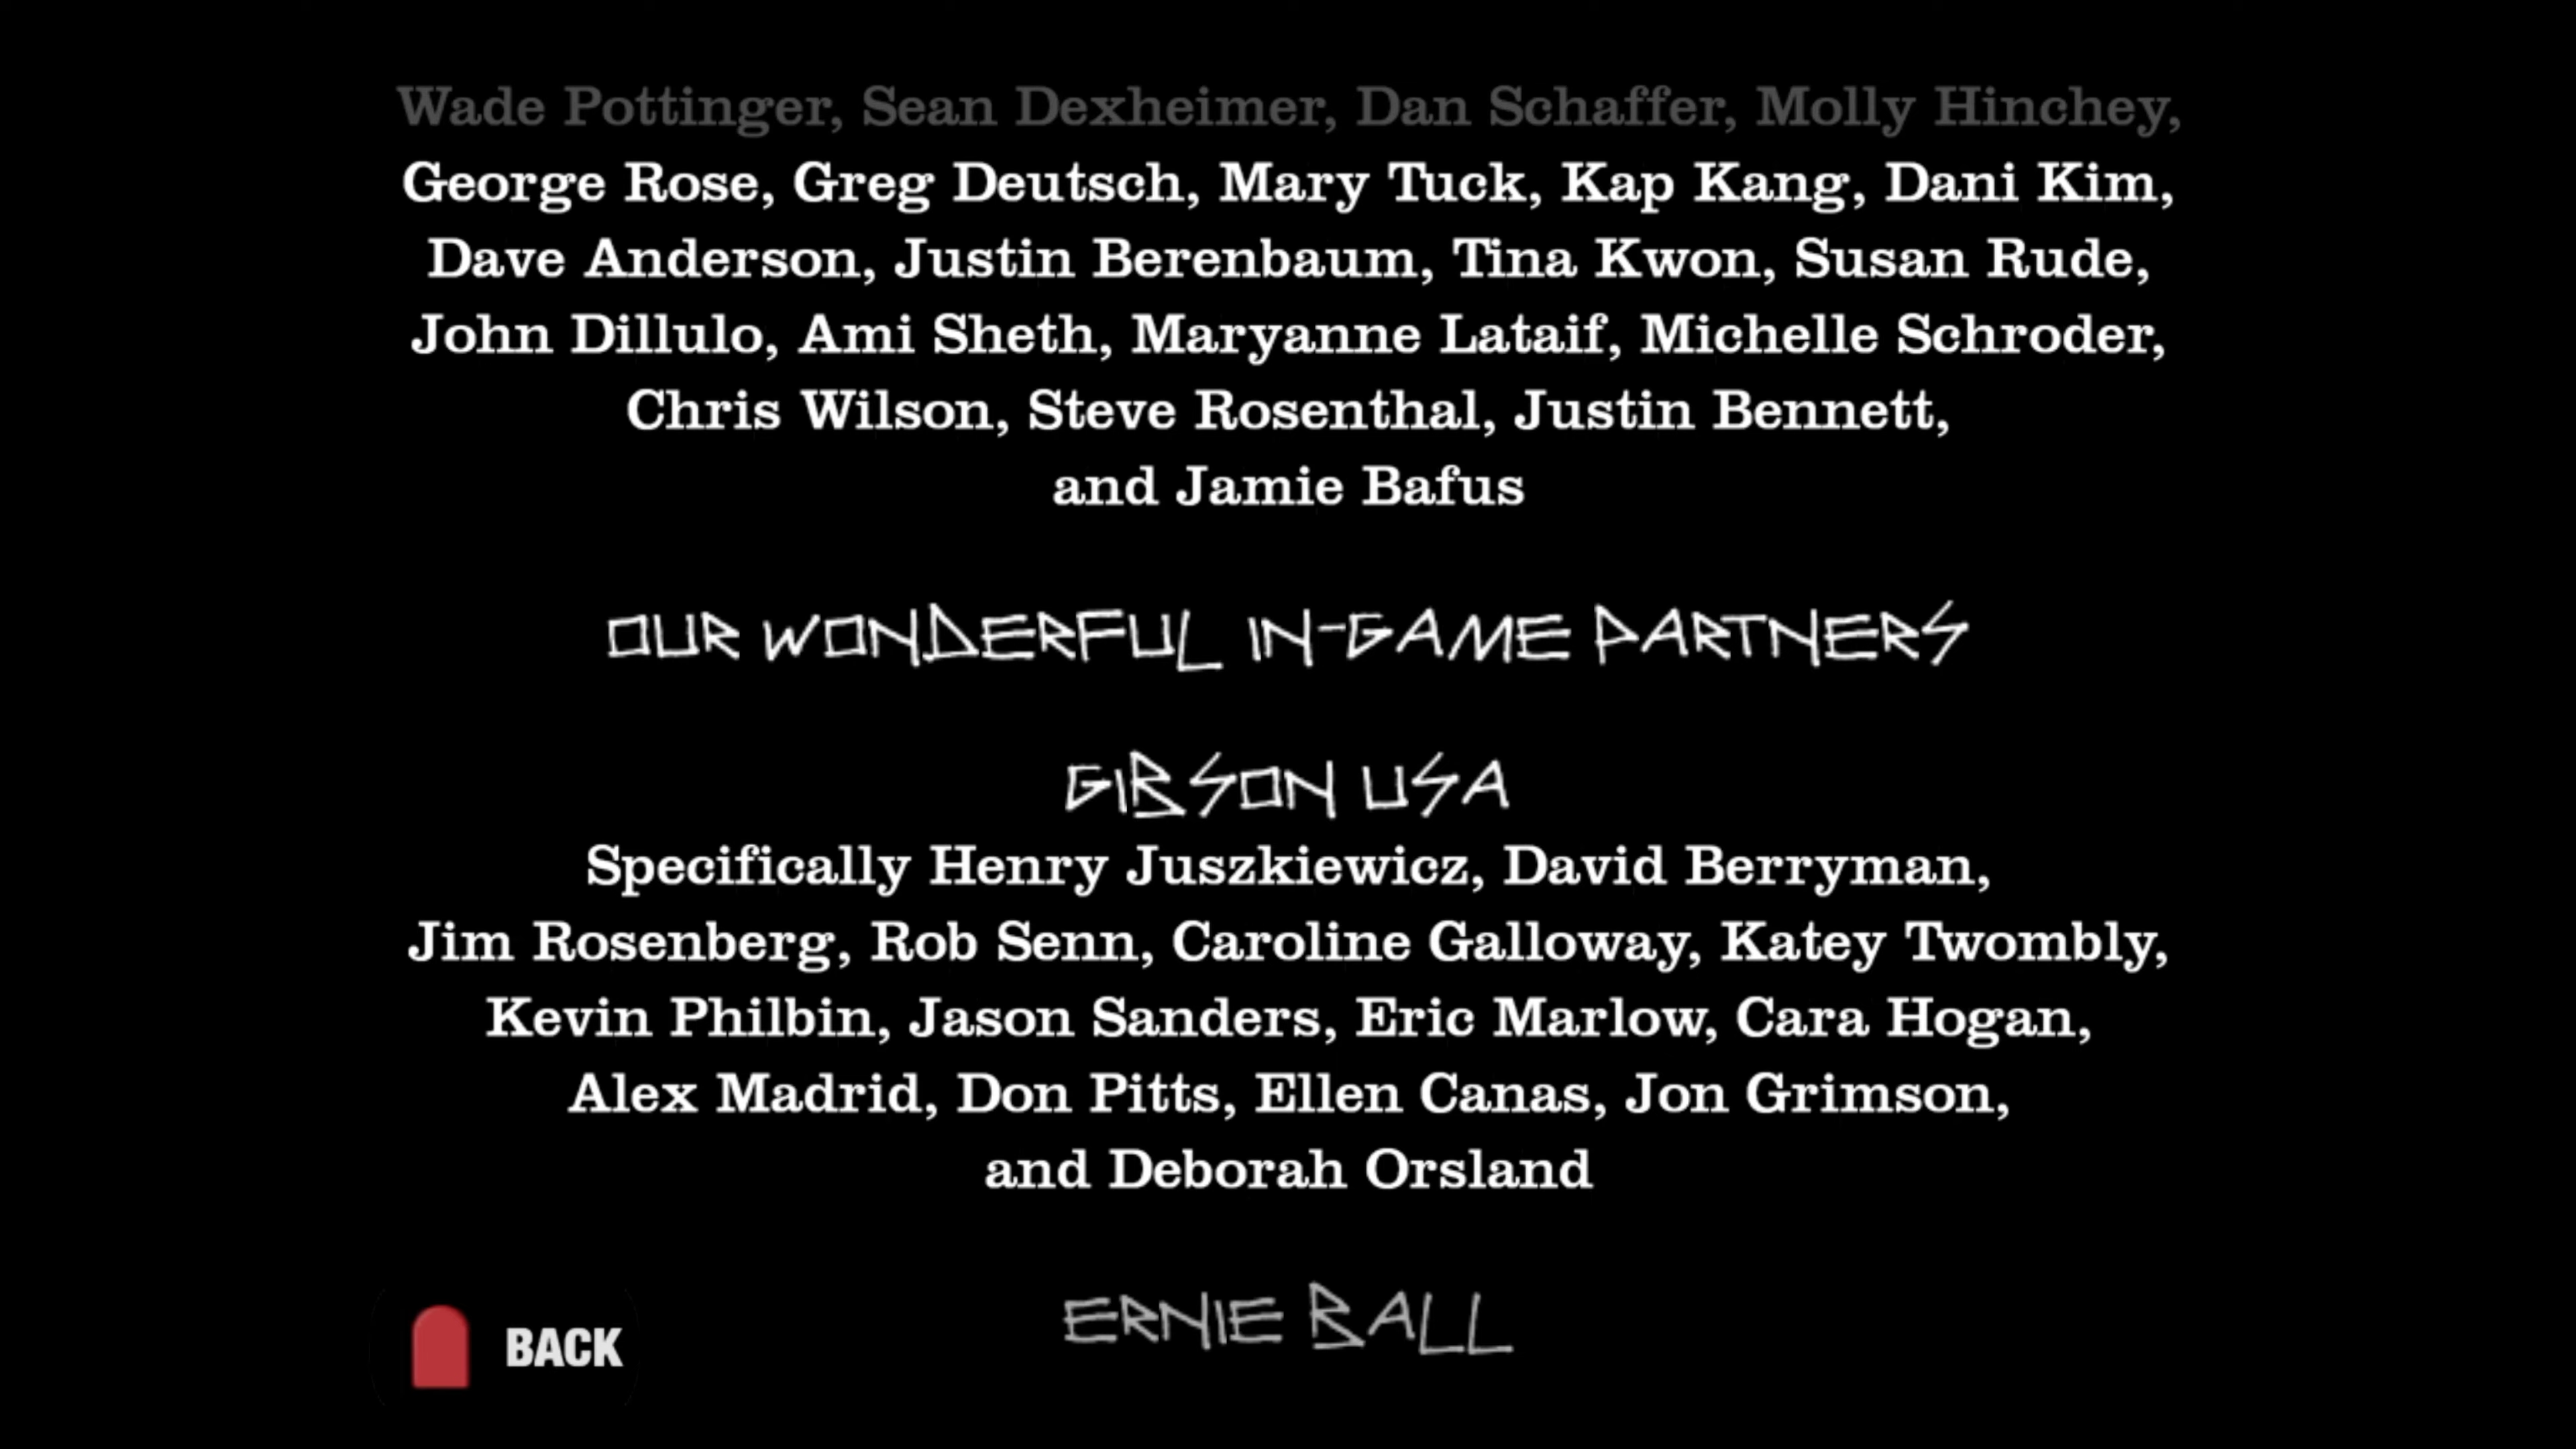 Wade Pottinger, Sean Dexheimer, Dan Schaffer, Molly Hinchey,
George Rose, Greg Deutsch, Mary Tuck, Kap Kang, Dani Kim,
Dave Anderson, Justin Berenbaum, Tina Kwon, Susan Rude,
John Dillulo, Ami Sheth, Maryanne Lataif, Michelle Schroder,
Chris Wilson, Steve Rosenthal, Justin Bennett,
and Jamie Bafus
OUR WONDERFUL IN-GAME PARTNERS
GIBSON USA
Specifically Henry Juszkiewicz, David Berryman,
Jim Rosenberg, Rob Senn, Caroline Galloway, Katey Twombly,
Kevin Philbin, Jason Sanders, Eric Marlow, Cara Hogan,
Alex Madrid, Don Pitts, Ellen Canas, Jon Grimson,
and Deborah Orsland
ERNIE BALL
BACK